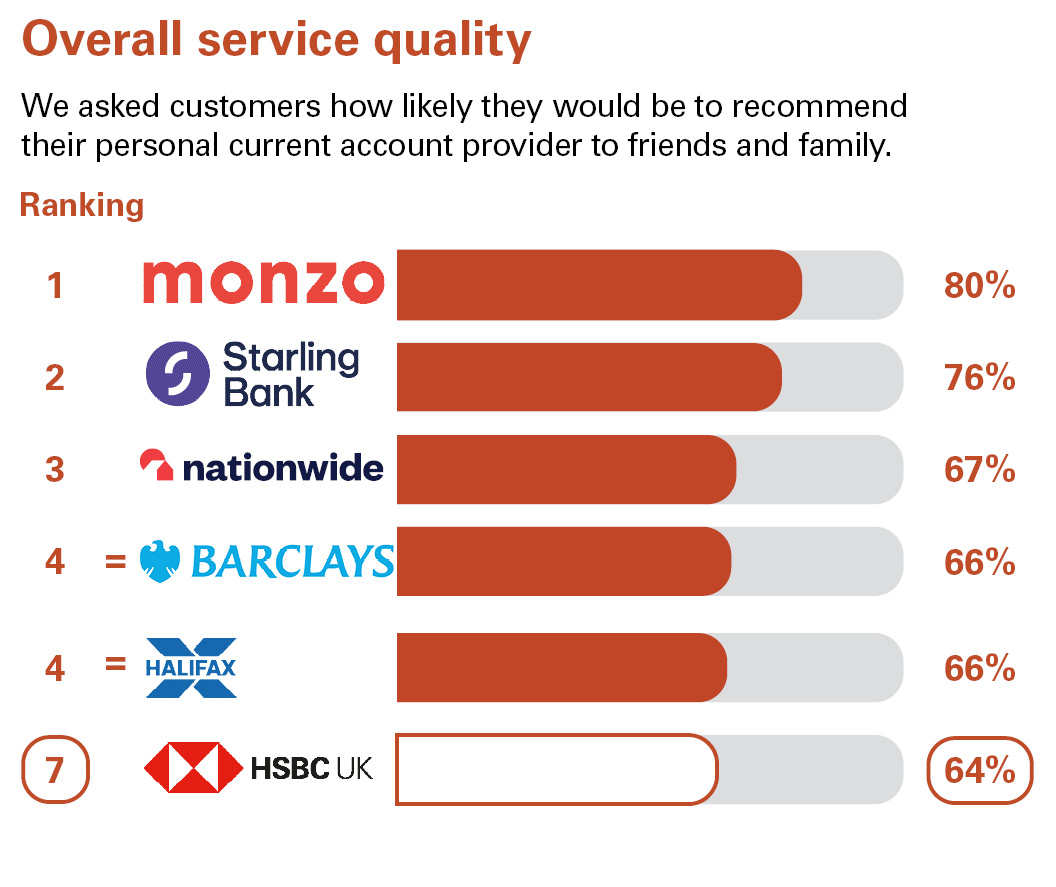 Overall service quality
We asked customers how likely they would be to recommend
their personal current account provider to friends and family.
Ranking
1 monzo 80%
2 Starling Bank 76%
3 nationwide 67%
4 = BARCLAYS 66%
4 = HALIFAX 66%
7 HSBC UK 64%